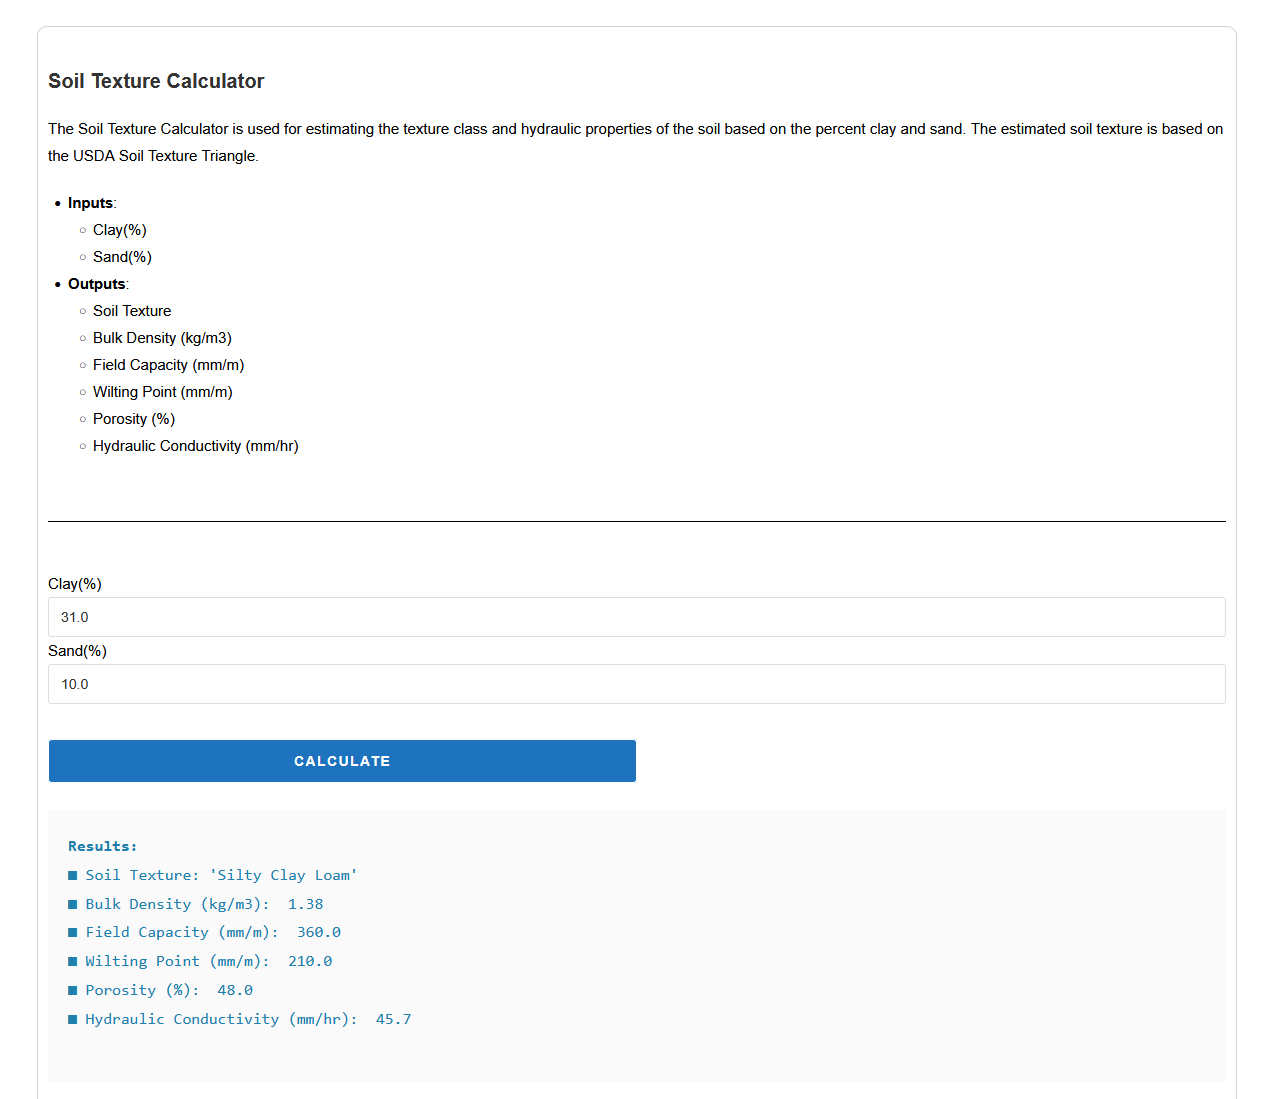 Soil Texture Calculator
The Soil Texture Calculator is used for estimating the texture class and hydraulic properties of the soil based on the percent clay and sand. The estimated soil texture is based on
the USDA Soil Texture Triangle.
Inputs:
Clay(%)
Sand(%)
Outputs:
Soil Texture
Bulk Density (kg/m3)
Field Capacity (mm/m)
Wilting Point (mm/m)
Porosity (%)
Hydraulic Conductivity (mm/hr)
Clay(%)
31.0
Sand(%)
10.0
CALCULATE
Results:
■ Soil Texture: 'Silty Clay Loam'
■ Bulk Density (kg/m3): 1.38
■ Field Capacity (mm/m): 360.0
■ Wilting Point (mm/m): 210.0
■ Porosity (%): 48.0
■ Hydraulic Conductivity (mm/hr): 45.7